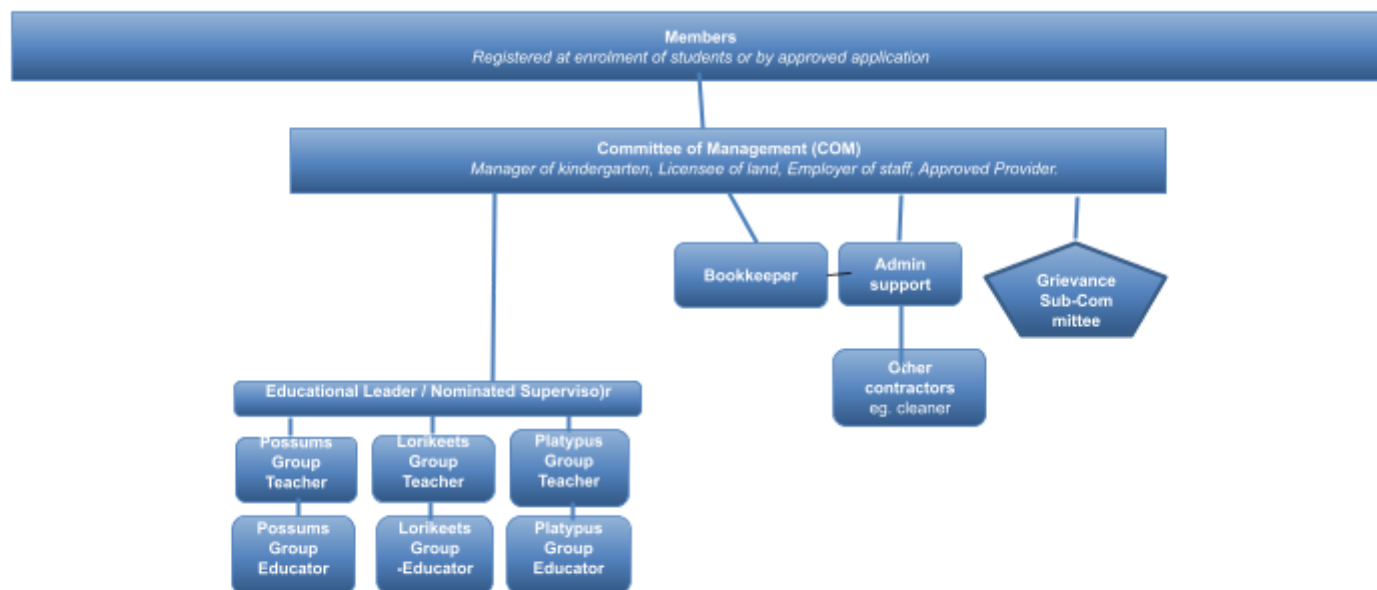 Members
Registered at enrolment of students or by approved application
Committee of Management (COM)
Manager of kindergarten, Licensee of land, Employer of staff, Approved Provider.
Bookkeeper
Admin
support
Grievance
Sub-Com
mittee
Other
contractors
eg. cleaner
Educational Leader / Nominated Superviso)r
Possums
Group
Teacher
Lorikeets
Group
Teacher
Platypus
Group
Teacher
Possums
Group
Educator
Lorikeets
Group
-Educator
Platypus
Group
Educator